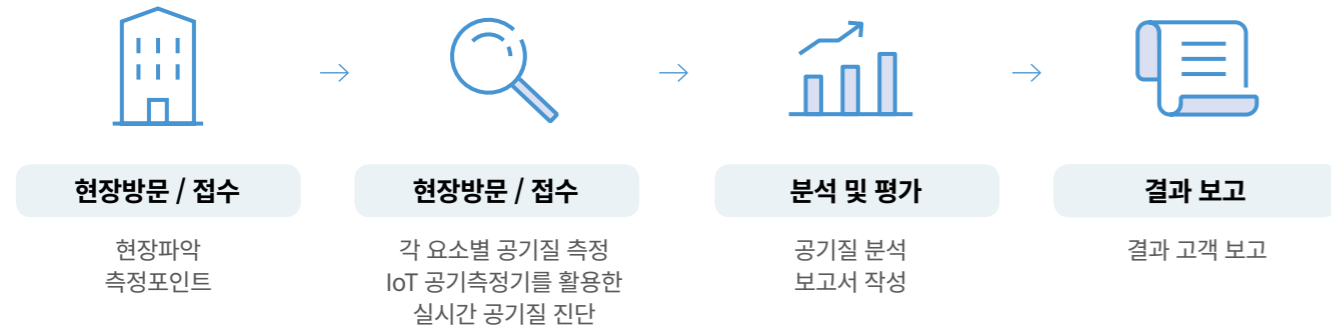 현장방문 / 접수
현장파악
측정포인트
현장방문 / 접수
각 요소별 공기질 측정
IoT 공기측정기를 활용한
실시간 공기질 진단
분석 및 평가
공기질 분석
보고서 작성
결과 보고
결과 고객 보고